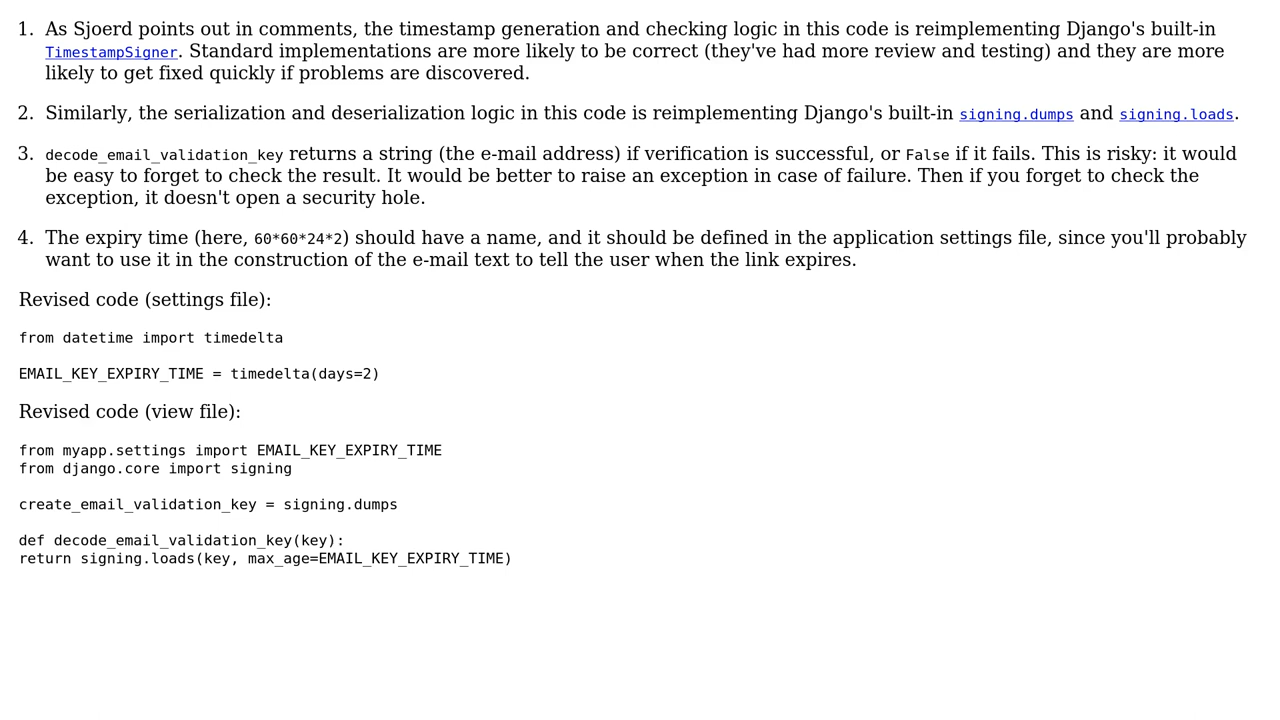 1. As Sjoerd points out in comments, the timestamp generation and checking logic in this code is reimplementing Django's built-in
TimestampSigner. Standard implementations are more likely to be correct (they've had more review and testing) and they are more
likely to get fixed quickly if problems are discovered.
2. Similarly, the serialization and deserialization logic in this code is reimplementing Django's built-in signing.dumps and signing.loads.
3. decode_email_validation_key returns a string (the e-mail address) if verification is successful, or False if it fails. This is risky: it would
be easy to forget to check the result. It would be better to raise an exception in case of failure. Then if you forget to check the
exception, it doesn't open a security hole.
4. The expiry time (here, 60*60*24*2) should have a name, and it should be defined in the application settings file, since you'll probably
want to use it in the construction of the e-mail text to tell the user when the link expires.
Revised code (settings file):
from datetime import timedelta
EMAIL_KEY_EXPIRY_TIME = timedelta(days=2)
Revised code (view file):
from myapp.settings import EMAIL_KEY_EXPIRY_TIME
from django.core import signing
create_email_validation_key = signing.dumps
def decode_email_validation_key(key):
return signing.loads(key, max_age=EMAIL_KEY_EXPIRY_TIME)